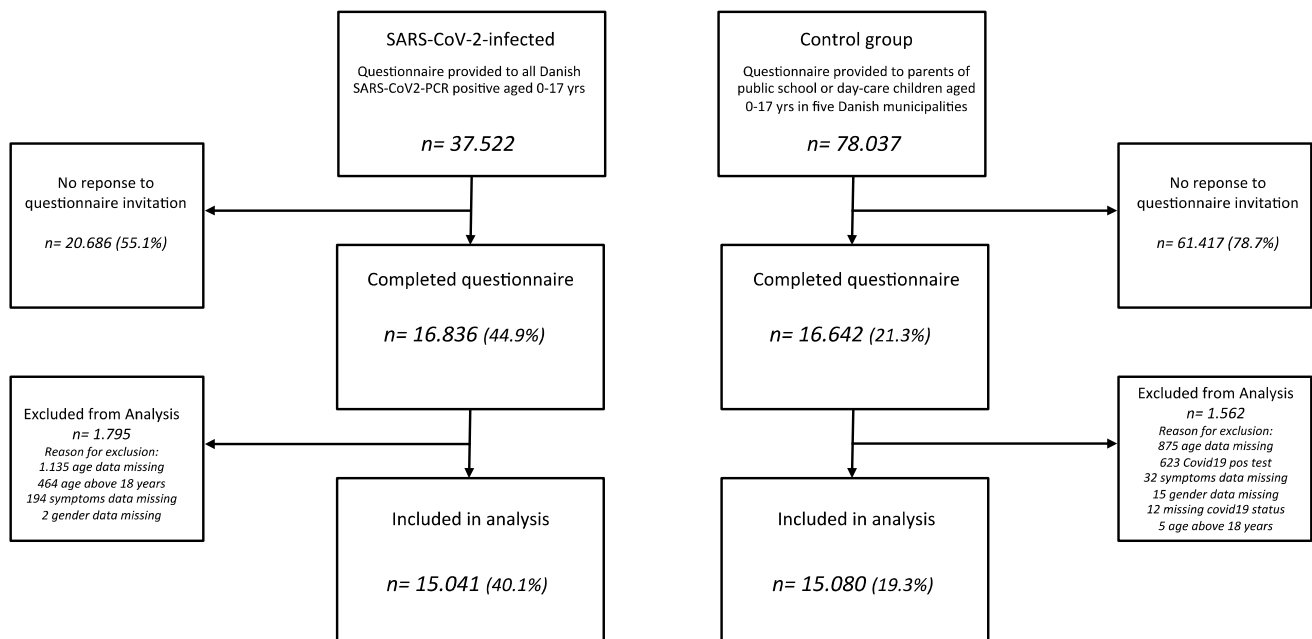 SARS-CoV-2-infected
Questionnaire provided to all Danish
SARS-CoV2-PCR positive aged 0-17 yrs
n= 37.522
Control group
Questionnaire provided to parents of
public school or day-care children aged
0-17 yrs in five Danish municipalities
n= 78.037
No reponse to
questionnaire invitation
n= 20.686 (55.1%)
No reponse to
questionnaire invitation
n= 61.417 (78.7%)
Completed questionnaire
n= 16.836 (44.9%)
Completed questionnaire
n= 16.642 (21.3%)
Excluded from Analysis
n= 1.795
Reason for exclusion:
1.135 age data missing
464 age above 18 years
194 symptoms data missing
2 gender data missing
Excluded from Analysis
n= 1.562
Reason for exclusion:
875 age data missing
623 Covid19 pos test
32 symptoms data missing
15 gender data missing
12 missing covid19 status
5 age above 18 years
Included in analysis
n= 15.041 (40.1%)
Included in analysis
n= 15.080 (19.3%)